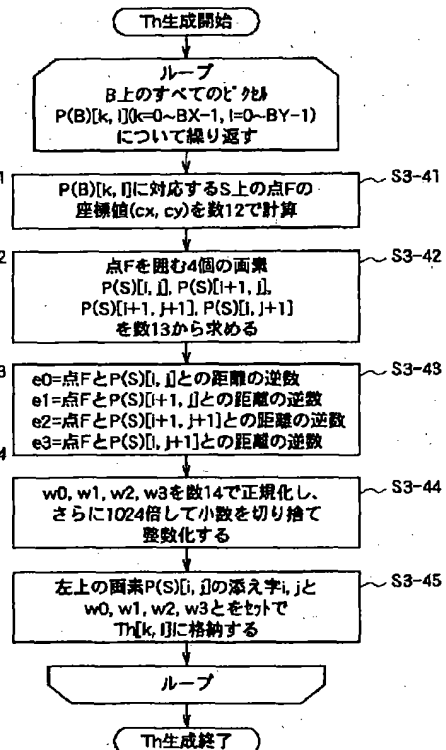 Th生成開始
ループ
B上のすべてのピクセル
P(B)[k, l](k=0~BX-1, l=0~BY-1)
について繰り返す
1
P(B)[k, l]に対応するS上の点Fの
座標値(cx, cy)を数12で計算
S3-41
2
点Fを囲む4個の画素
P(S)[i, j], P(S)[i+1, j],
P(S)[i+1, j+1], P(S)[i, j+1]
を数13から求める
S3-42
3
e0=点FとP(S)[i, j]との距離の逆数
e1=点FとP(S)[i+1, j]との距離の逆数
e2=点FとP(S)[i+1, j+1]との距離の逆数
e3=点FとP(S)[i, j+1]との距離の逆数
S3-43
4
w0, w1, w2, w3を数14で正規化し、
さらに1024倍して小数を切り捨て
整数化する
S3-44
左上の画素P(S)[i, j]の添え字i, jと
w0, w1, w2, w3とをセットで
Th[k, l]に格納する
S3-45
ループ
Th生成終了